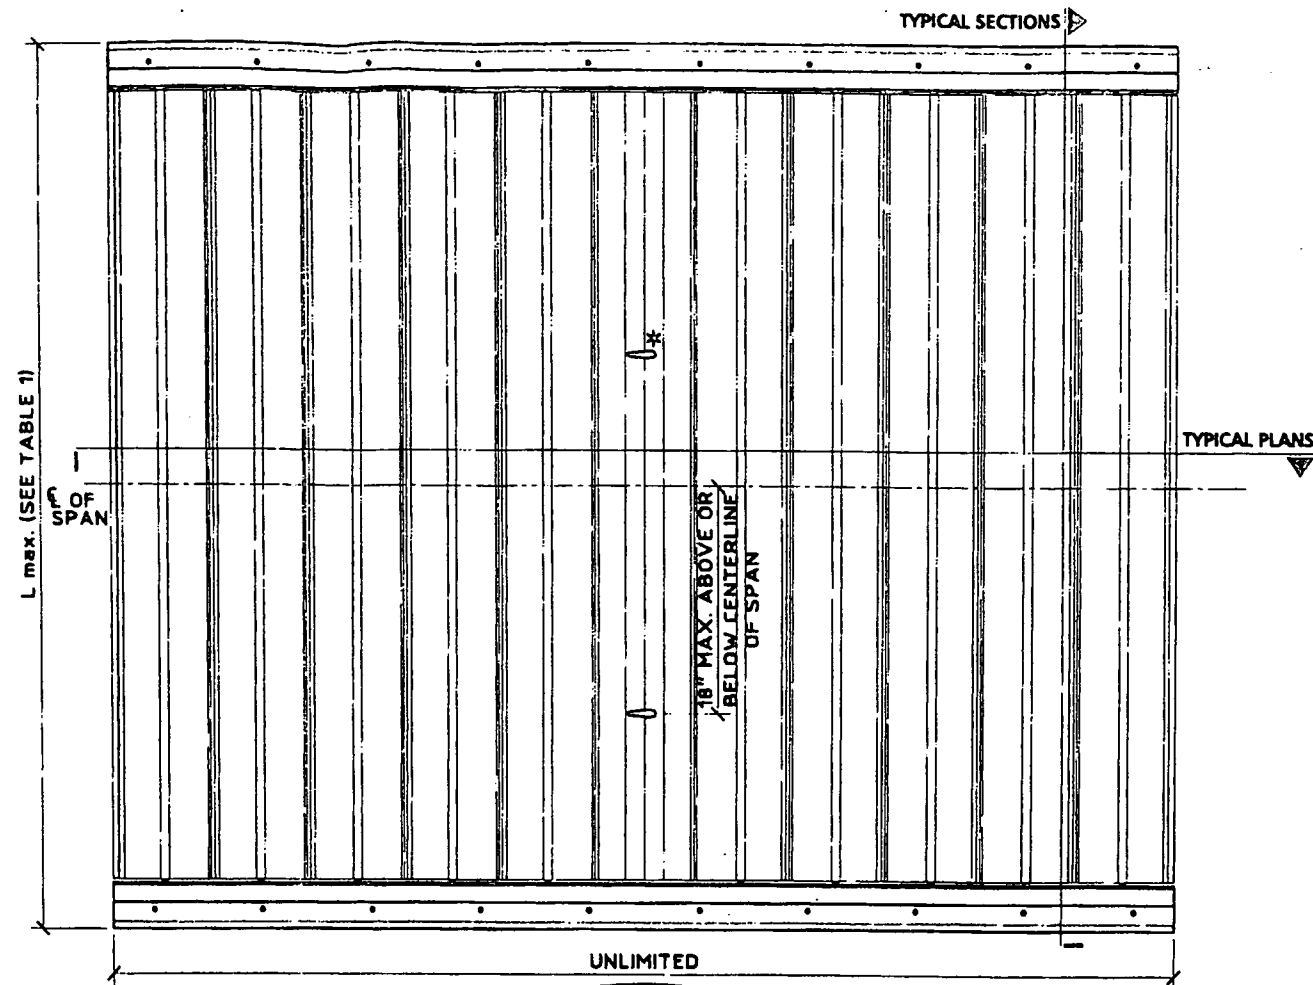 TYPICAL SECTIONS
L max. (SEE TABLE 1)
TYPICAL PLANS
℄ OF
SPAN
18" MAX. ABOVE OR
BELOW CENTERLINE
OF SPAN
*
UNLIMITED